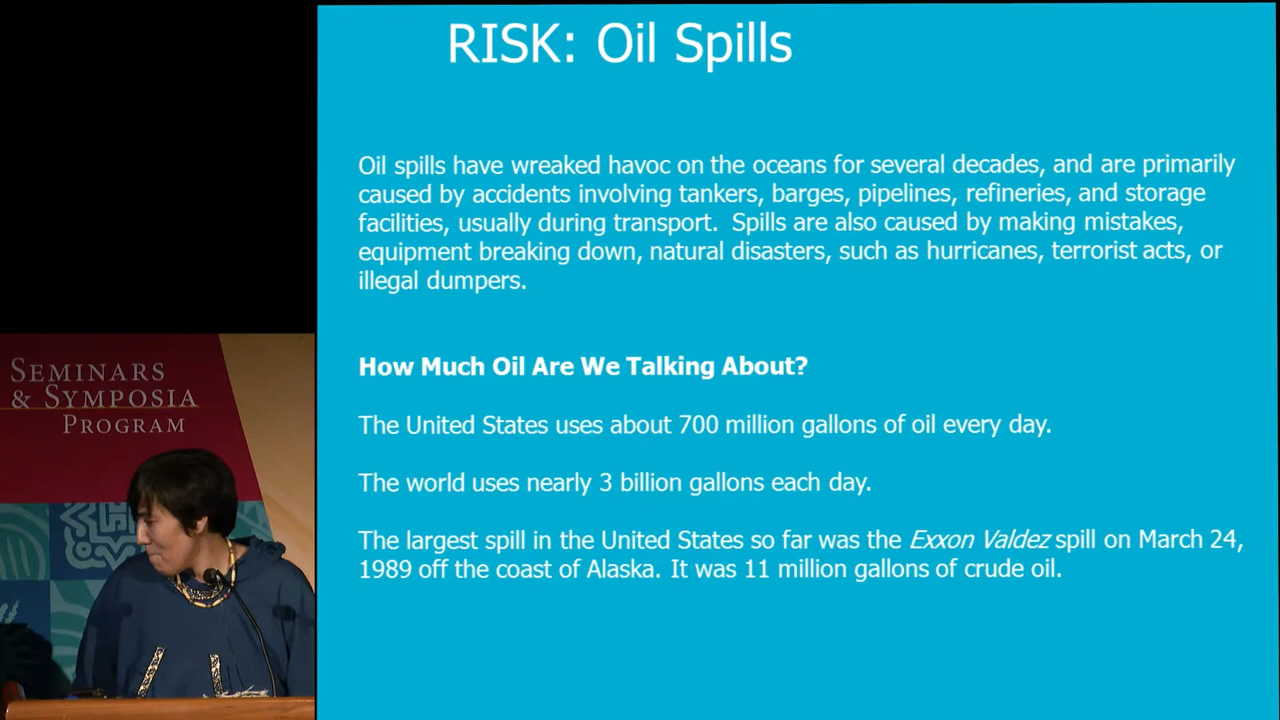 RISK: Oil Spills
Oil spills have wreaked havoc on the oceans for several decades, and are primarily
caused by accidents involving tankers, barges, pipelines, refineries, and storage
facilities, usually during transport.  Spills are also caused by making mistakes,
equipment breaking down, natural disasters, such as hurricanes, terrorist acts, or
illegal dumpers.
How Much Oil Are We Talking About?
The United States uses about 700 million gallons of oil every day.
The world uses nearly 3 billion gallons each day.
The largest spill in the United States so far was the Exxon Valdez spill on March 24,
1989 off the coast of Alaska.  It was 11 million gallons of crude oil.
SEMINARS
& SYMPOSIA
PROGRAM